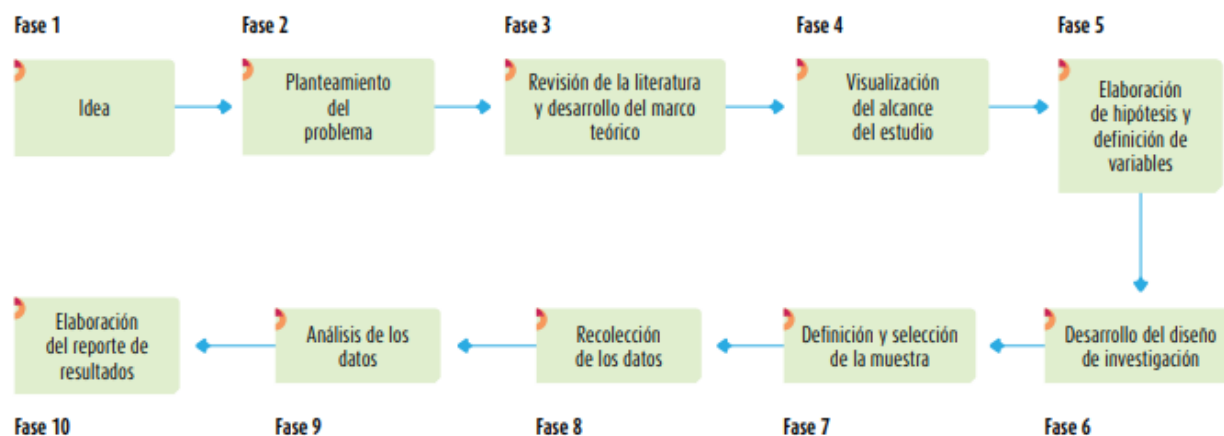 Fase 1
Idea
Fase 2
Planteamiento
del
problema
Fase 3
Revisión de la literatura
y desarrollo del marco
teórico
Fase 4
Visualización
del alcance
del estudio
Fase 5
Elaboración
de hipótesis y
definición de
variables
Desarrollo del diseño
de investigación
Fase 6
Definición y selección
de la muestra
Fase 7
Recolección
de los datos
Fase 8
Análisis de los
datos
Fase 9
Elaboración
del reporte de
resultados
Fase 10